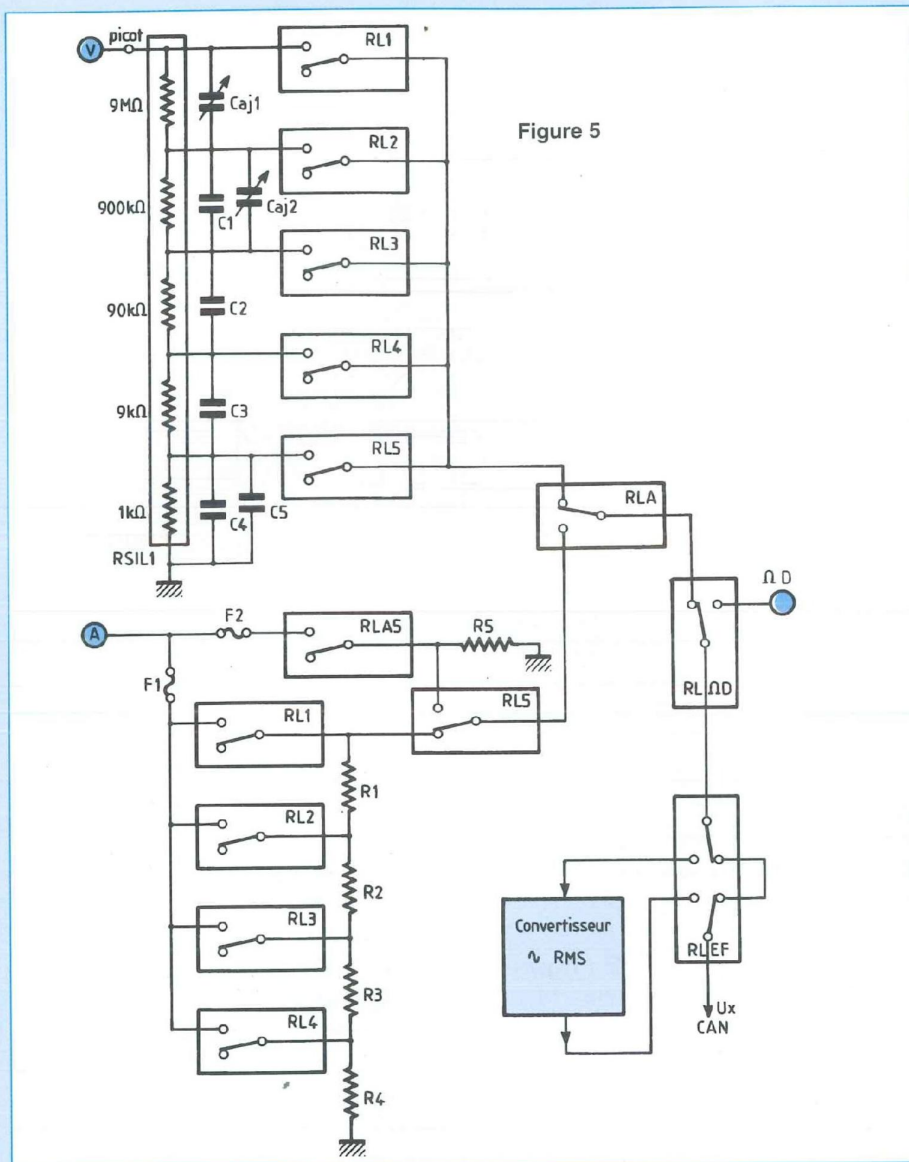 V
picot
RL1
9MΩ
Caj1
Figure 5
RL2
900kΩ
C1
Caj2
RL3
90kΩ
C2
RL4
9kΩ
C3
RL5
1kΩ
C4
C5
RSIL1
RLA
ΩD
A
F2
RLA5
R5
F1
RL1
RL5
RLΩD
R1
RL2
R2
RL3
Convertisseur
∿ RMS
RLEF
R3
Ux
CAN
RL4
R4